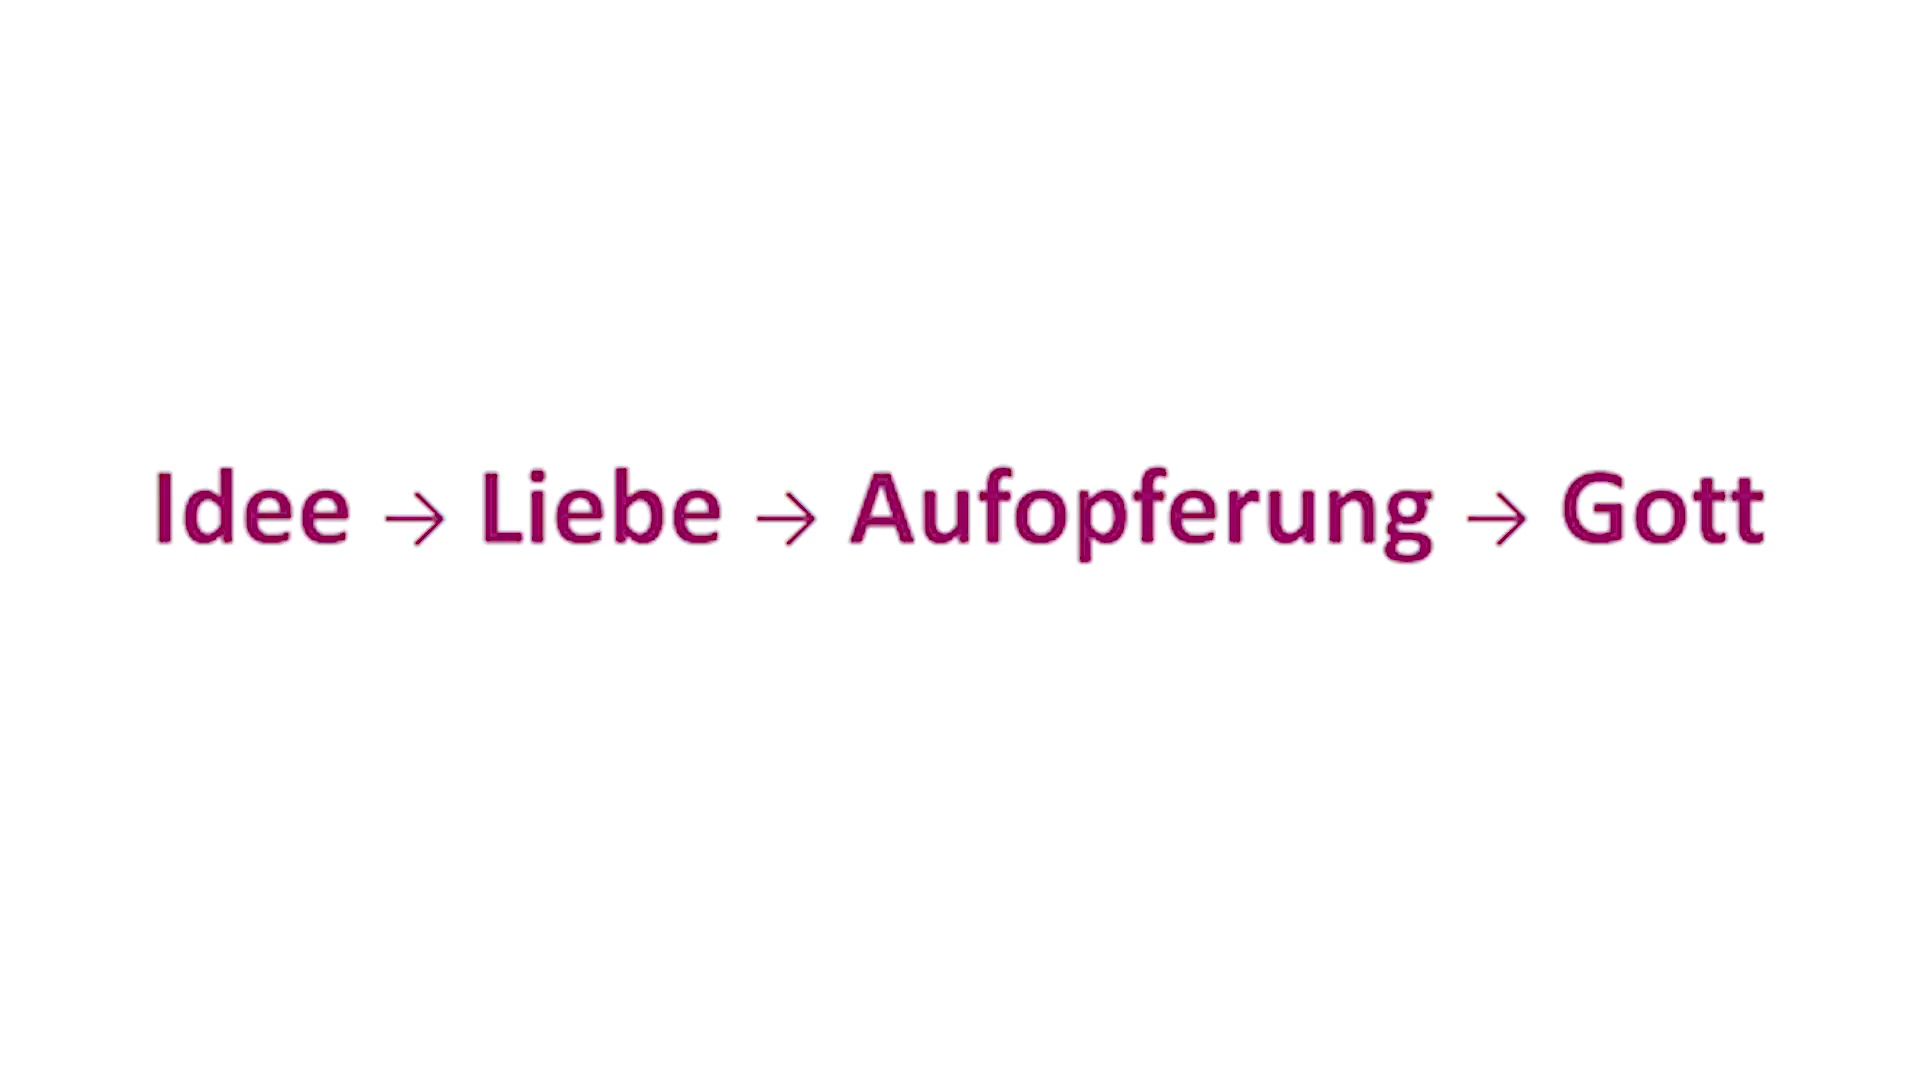 Idee → Liebe → Aufopferung → Gott